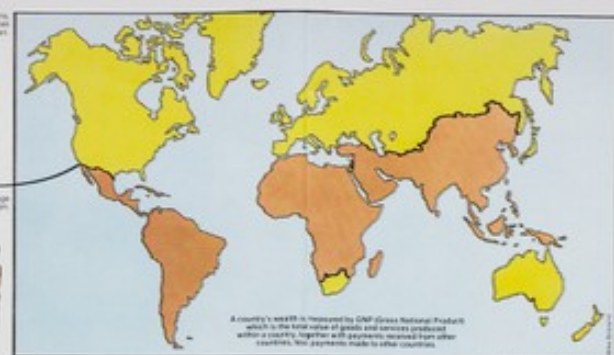 A country's wealth is measured by GNP (Gross National Product)
which is the total value of goods and services produced
within a country, together with payments received from other
countries, less payments made to other countries.